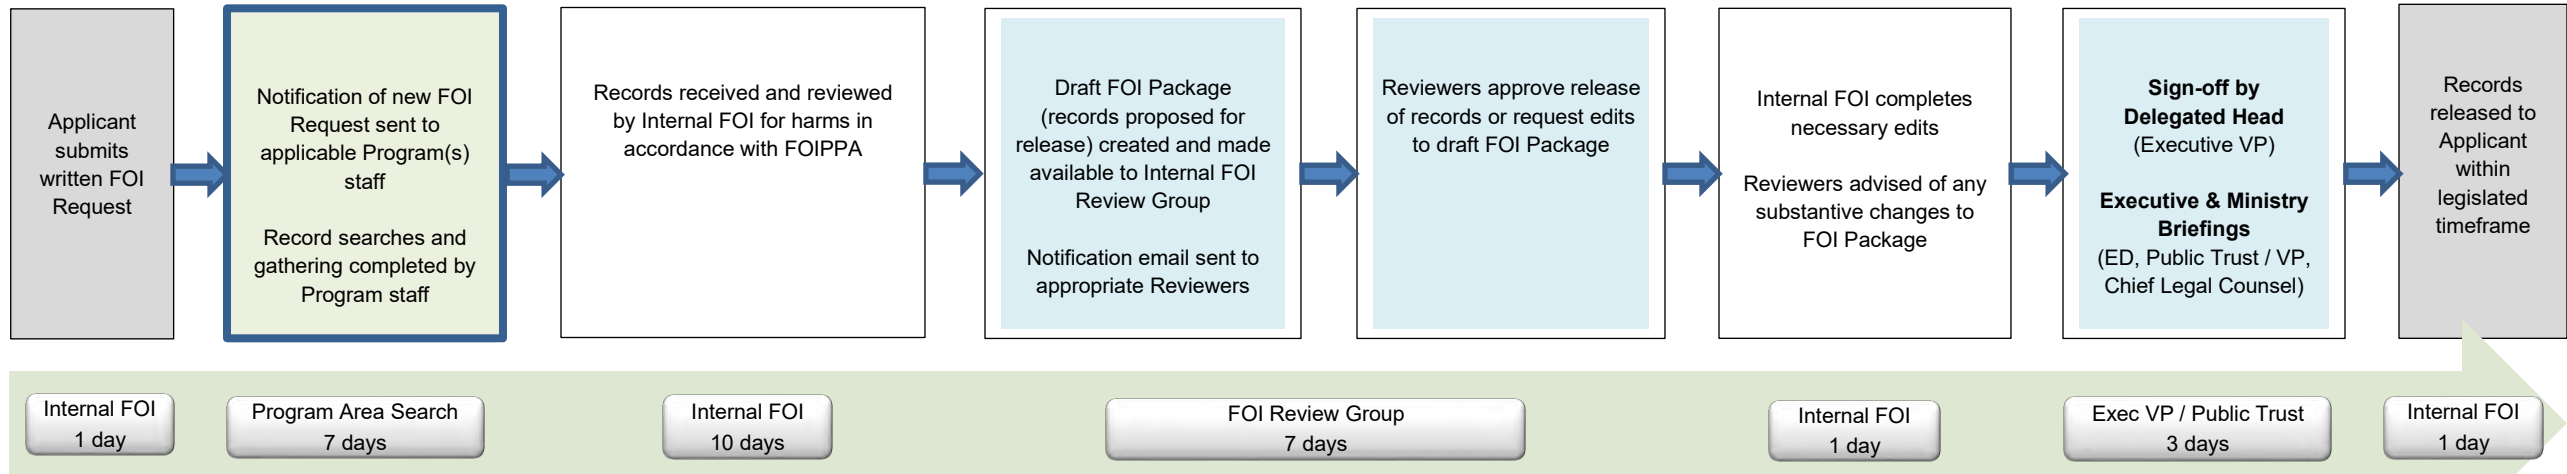 Applicant
submits
written FOI
Request
Notification of new FOI
Request sent to
applicable Program(s)
staff
Record searches and
gathering completed by
Program staff
Records received and reviewed
by Internal FOI for harms in
accordance with FOIPPA
Draft FOI Package
(records proposed for
release) created and made
available to Internal FOI
Review Group
Notification email sent to
appropriate Reviewers
Reviewers approve release
of records or request edits
to draft FOI Package
Internal FOI completes
necessary edits
Reviewers advised of any
substantive changes to
FOI Package
Sign-off by
Delegated Head
(Executive VP)
Executive & Ministry
Briefings
(ED, Public Trust / VP,
Chief Legal Counsel)
Records
released to
Applicant
within
legislated
timeframe
Internal FOI
1 day
Program Area Search
7 days
Internal FOI
10 days
FOI Review Group
7 days
Internal FOI
1 day
Exec VP / Public Trust
3 days
Internal FOI
1 day